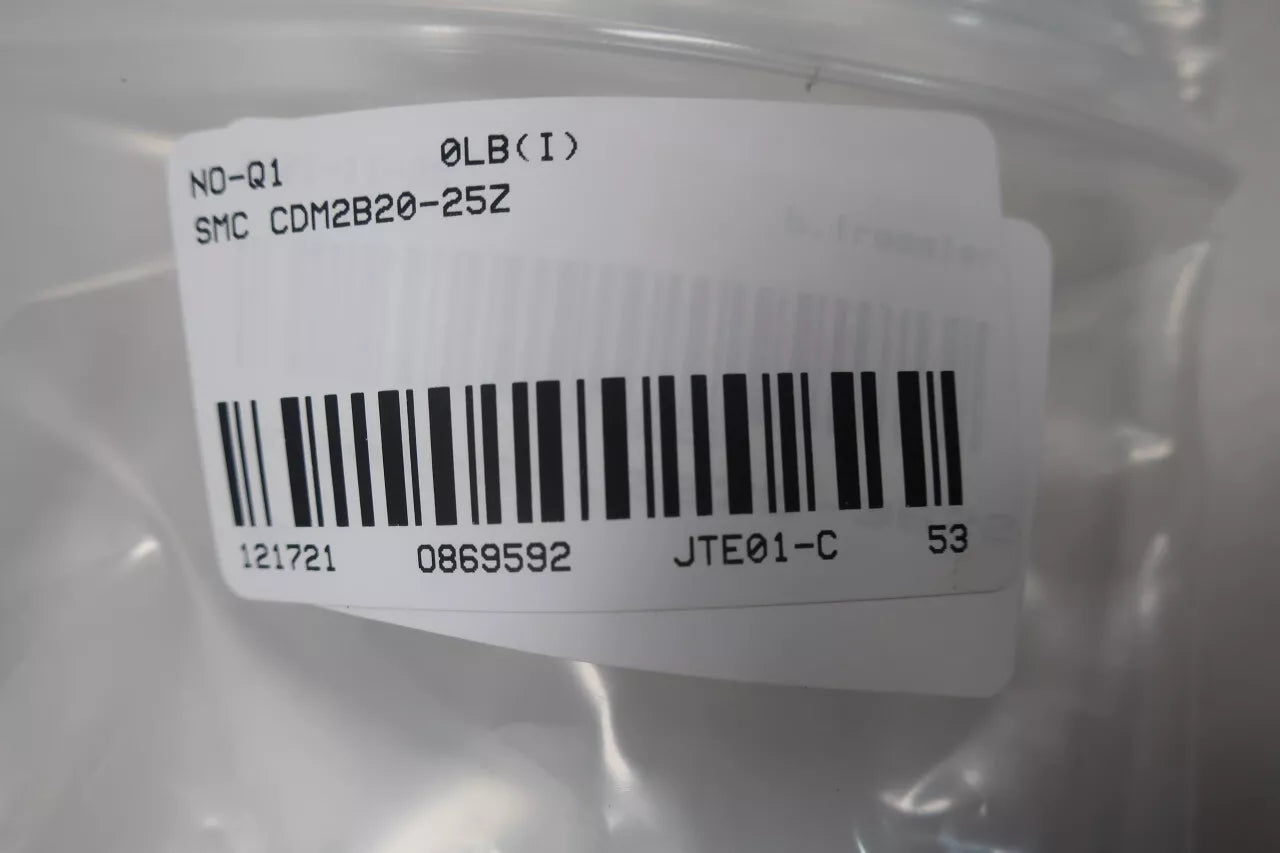 NO-Q1 0LB(I)
SMC CDM2B20-25Z
121721 0869592 JTE01-C 53